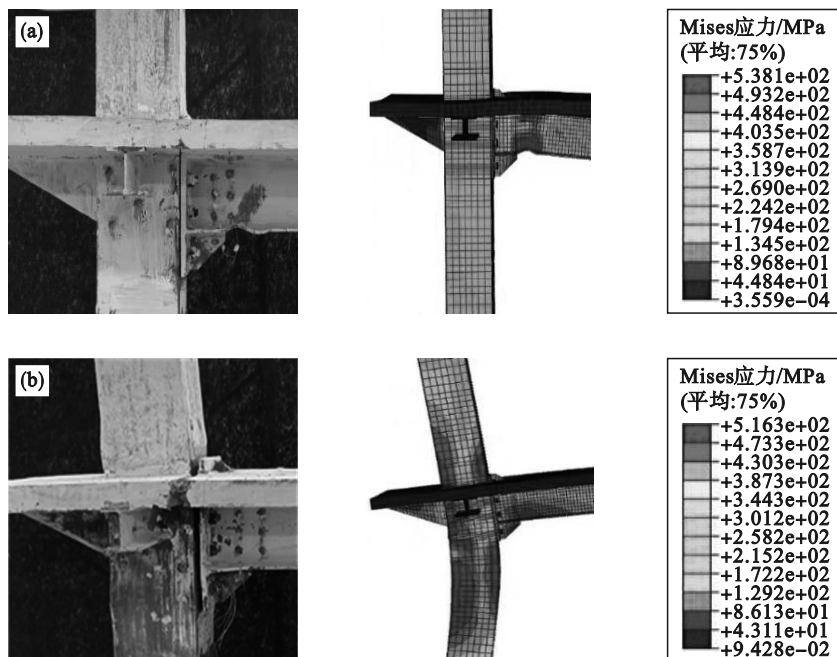 (a)
Mises应力/MPa
(平均:75%)
+5.381e+02
+4.932e+02
+4.484e+02
+4.035e+02
+3.587e+02
+3.139e+02
+2.690e+02
+2.242e+02
+1.794e+02
+1.345e+02
+8.968e+01
+4.484e+01
+3.559e-04
(b)
Mises应力/MPa
(平均:75%)
+5.163e+02
+4.733e+02
+4.303e+02
+3.873e+02
+3.443e+02
+3.012e+02
+2.582e+02
+2.152e+02
+1.722e+02
+1.292e+02
+8.613e+01
+4.311e+01
+9.428e-02